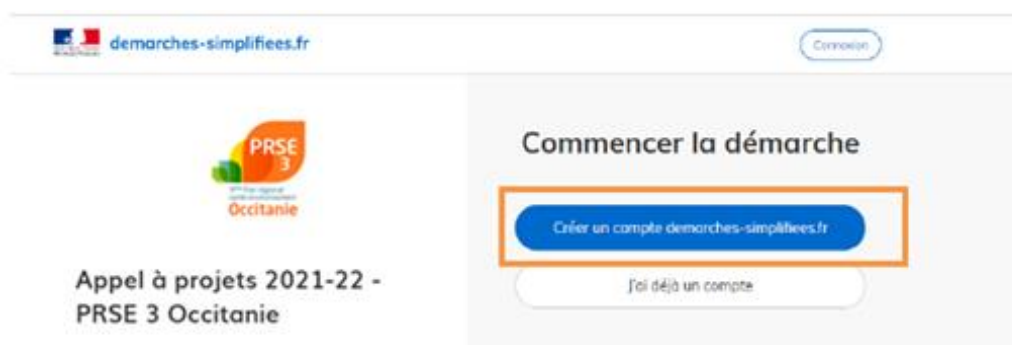 demarches-simplifiees.fr
Connexion
PRSE
3
Occitanie
Appel à projets 2021-22 -
PRSE 3 Occitanie
Commencer la démarche
Créer un compte demarches-simplifiees.fr
J'ai déjà un compte